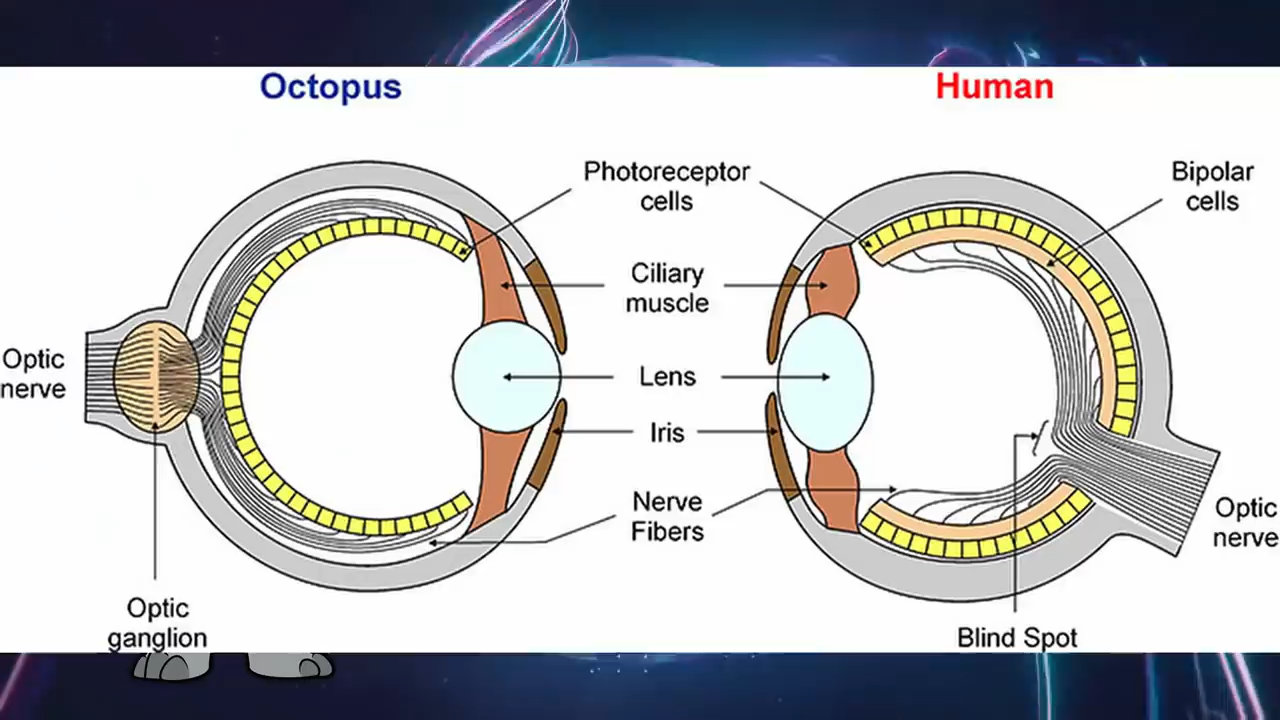 Octopus
Human
Photoreceptor
cells
Bipolar
cells
Ciliary
muscle
Optic
nerve
Lens
Iris
Nerve
Fibers
Optic
nerve
Optic
ganglion
Blind Spot